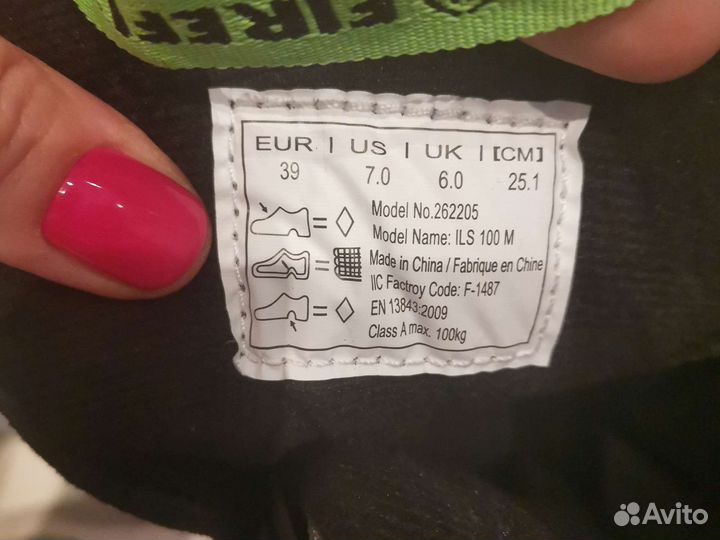 FIREF
EUR | US | UK | [CM]
39 7.0 6.0 25.1
Model No.262205
Model Name: ILS 100 M
Made in China / Fabrique en Chine
IIC Factroy Code: F-1487
EN 13843:2009
Class A max. 100kg
Avito